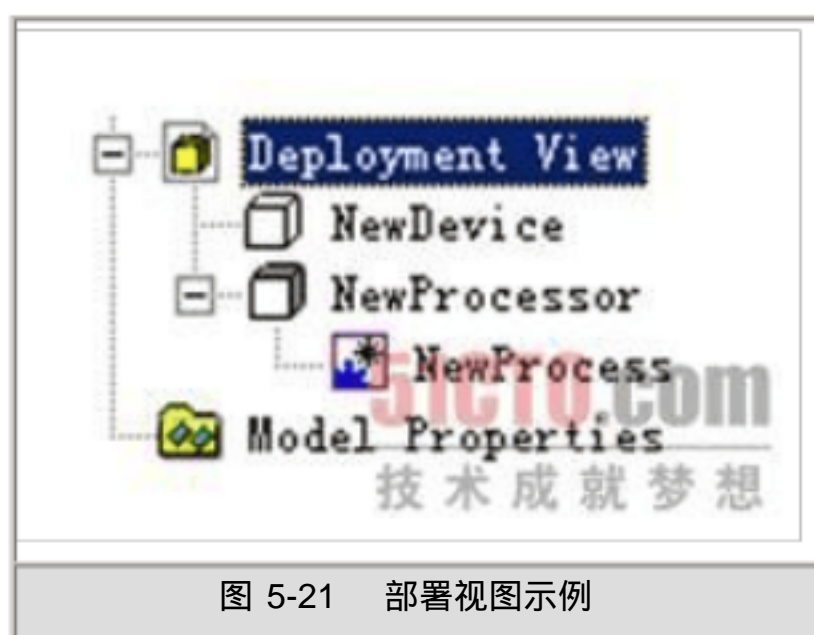 Deployment View
NewDevice
NewProcessor
NewProcess
Model Properties
51CTO.com
技术成就梦想
图 5-21 部署视图示例